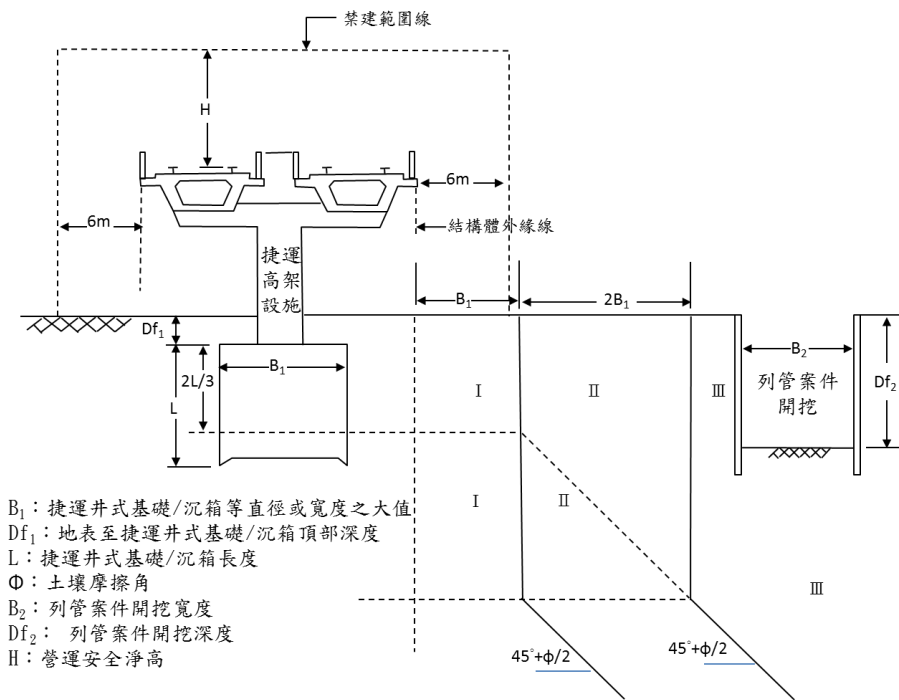 禁建範圍線
H
6m
6m
結構體外緣線
捷運
高架
設施
B₁
2B₁
Df₁
B₁
2L/3
L
B₂
列管案件
開挖
Df₂
I
II
III
I
II
III
45°+φ/2
45°+φ/2
B₁：捷運井式基礎/沉箱等直徑或寬度之大值
Df₁：地表至捷運井式基礎/沉箱頂部深度
L：捷運井式基礎/沉箱長度
Φ：土壤摩擦角
B₂：列管案件開挖寬度
Df₂： 列管案件開挖深度
H：營運安全淨高